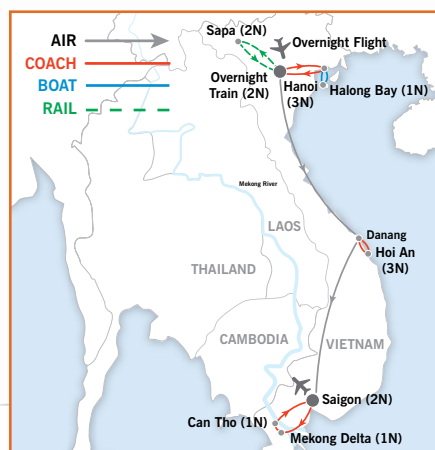 AIR
COACH
BOAT
RAIL
Sapa (2N)
Overnight Flight
Overnight
Train (2N)
Hanoi
(3N)
Halong Bay (1N)
Mekong River
LAOS
Danang
Hoi An
(3N)
THAILAND
CAMBODIA
VIETNAM
Saigon (2N)
Can Tho (1N)
Mekong Delta (1N)